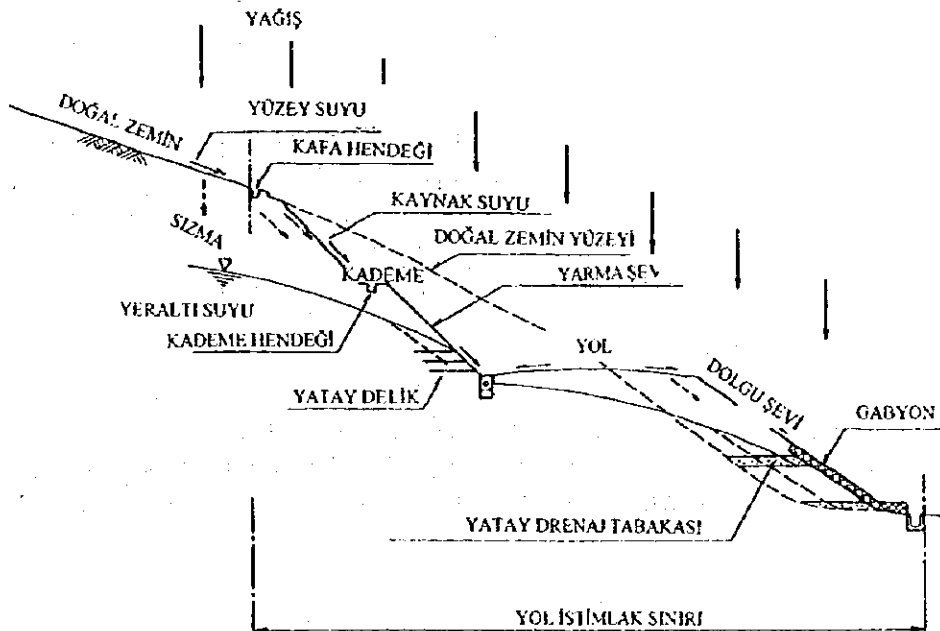 YAĞIŞ
DOĞAL ZEMİN
YÜZEY SUYU
KAFA HENDEĞİ
KAYNAK SUYU
SIZMA
DOĞAL ZEMİN YÜZEYİ
KADEME
YARMA ŞEV
YERALTI SUYU
KADEME HENDEĞİ
YOL
YATAY DELİK
DOLGU ŞEVİ
GABYON
YATAY DRENAJ TABAKASI
YOL İSTİMLAK SINIRI